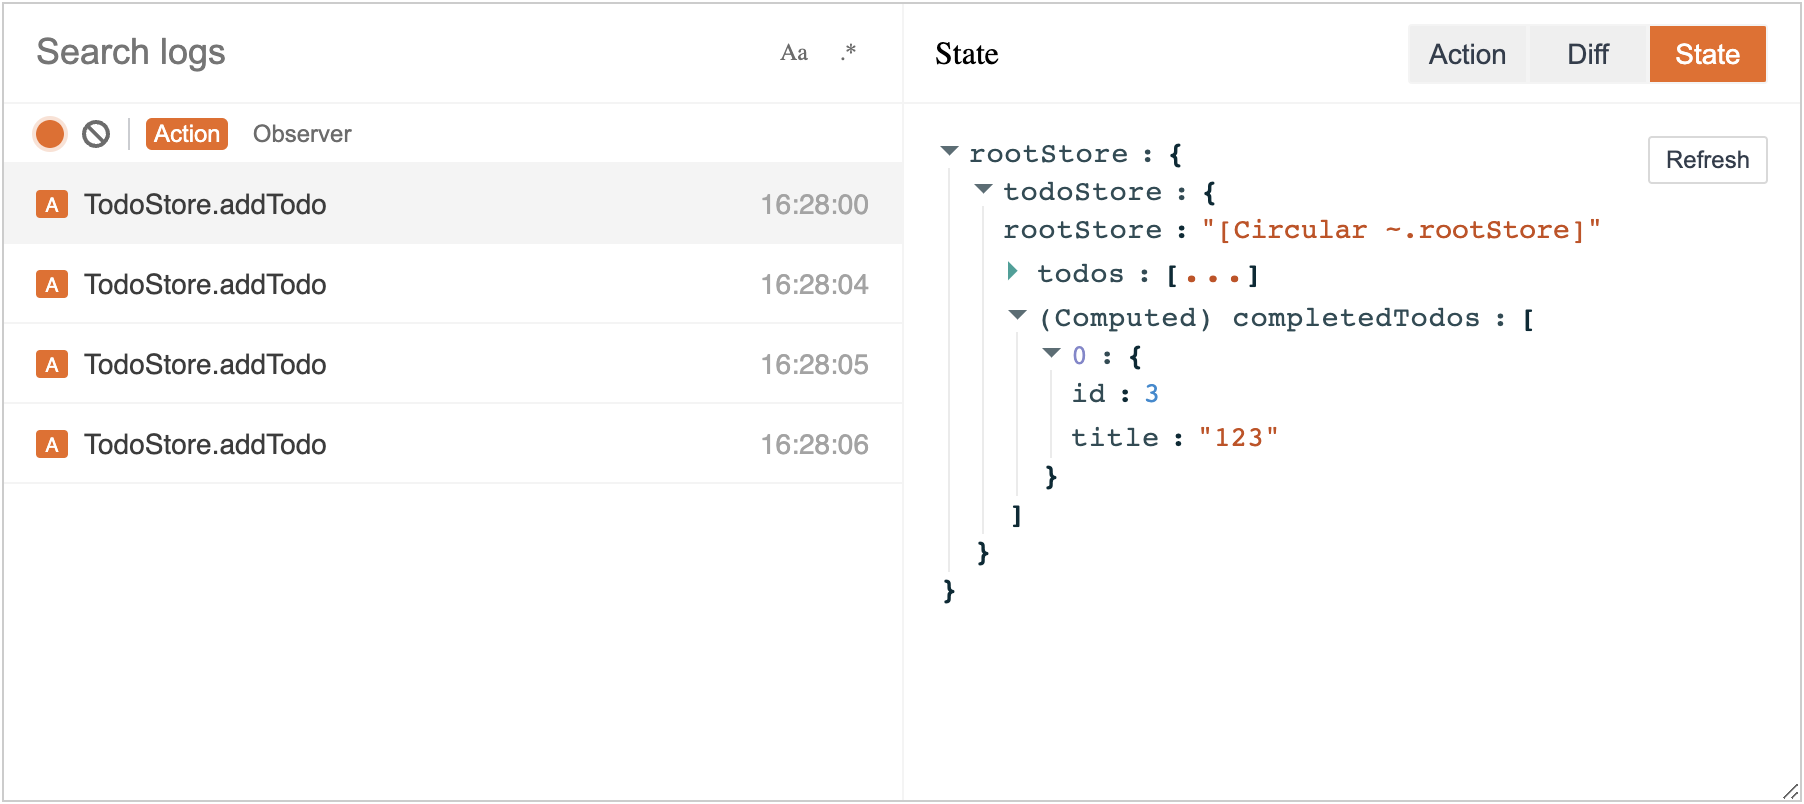 Search logs Aa .*
Action Observer
A TodoStore.addTodo 16:28:00
A TodoStore.addTodo 16:28:04
A TodoStore.addTodo 16:28:05
A TodoStore.addTodo 16:28:06
State Action Diff State
Refresh
rootStore : {
todoStore : {
rootStore : "[Circular ~.rootStore]"
todos : [...]
(Computed) completedTodos : [
0 : {
id : 3
title : "123"
}
]
}
}